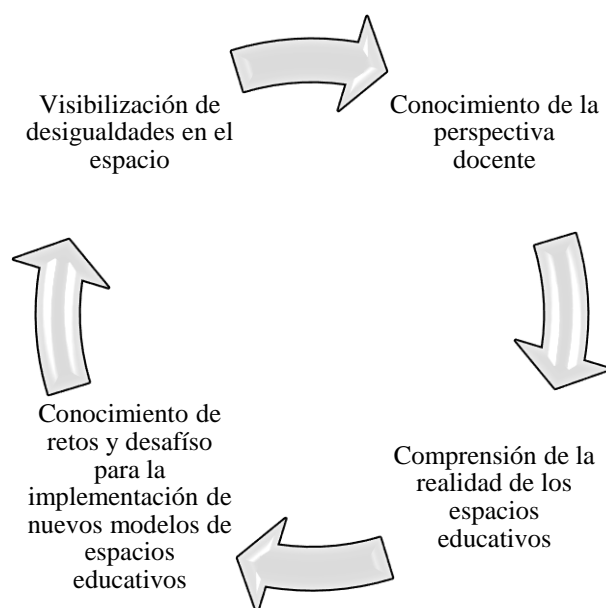 Visibilización de
desigualdades en el
espacio
Conocimiento de la
perspectiva
docente
Comprensión de la
realidad de los
espacios
educativos
Conocimiento de
retos y desafíso
para la
implementación de
nuevos modelos de
espacios
educativos